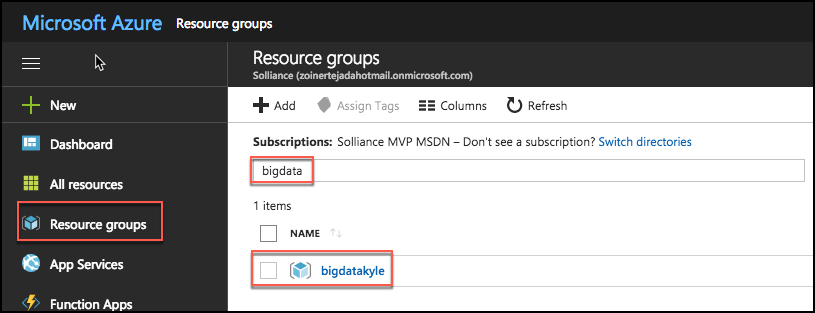 Microsoft Azure Resource groups
New
Dashboard
All resources
Resource groups
App Services
Function Apps
Resource groups
Solliance (zoinertejadahotmail.onmicrosoft.com)
Add Assign Tags Columns Refresh
Subscriptions: Solliance MVP MSDN – Don't see a subscription? Switch directories
bigdata
1 items
NAME
bigdatakyle